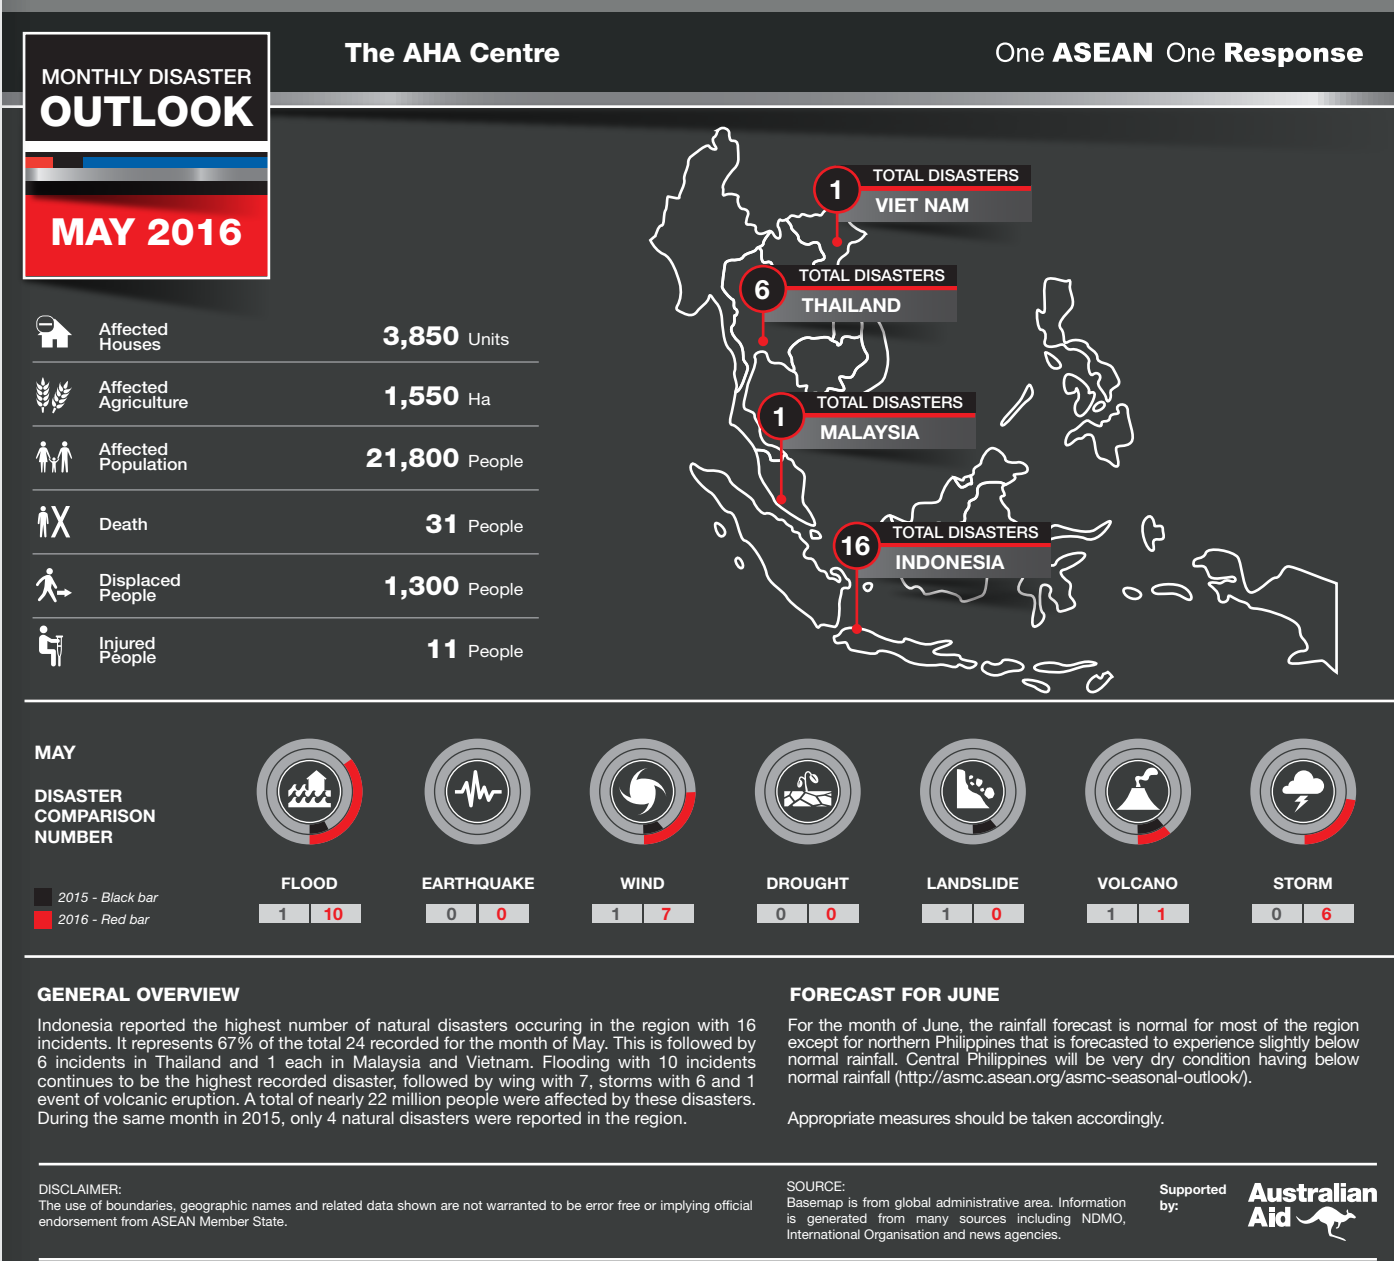 MONTHLY DISASTER
OUTLOOK
MAY 2016
The AHA Centre
One ASEAN One Response
1
TOTAL DISASTERS
VIET NAM
6
TOTAL DISASTERS
THAILAND
1
TOTAL DISASTERS
MALAYSIA
16
TOTAL DISASTERS
INDONESIA
Affected
Houses
3,850 Units
Affected
Agriculture
1,550 Ha
Affected
Population
21,800 People
Death
31 People
Displaced
People
1,300 People
Injured
People
11 People
MAY
DISASTER
COMPARISON
NUMBER
2015 - Black bar
2016 - Red bar
FLOOD
1 10
EARTHQUAKE
0 0
WIND
1 7
DROUGHT
0 0
LANDSLIDE
1 0
VOLCANO
1 1
STORM
0 6
GENERAL OVERVIEW
Indonesia reported the highest number of natural disasters occuring in the region with 16
incidents. It represents 67% of the total 24 recorded for the month of May. This is followed by
6 incidents in Thailand and 1 each in Malaysia and Vietnam. Flooding with 10 incidents
continues to be the highest recorded disaster, followed by wing with 7, storms with 6 and 1
event of volcanic eruption. A total of nearly 22 million people were affected by these disasters.
During the same month in 2015, only 4 natural disasters were reported in the region.
FORECAST FOR JUNE
For the month of June, the rainfall forecast is normal for most of the region
except for northern Philippines that is forecasted to experience slightly below
normal rainfall. Central Philippines will be very dry condition having below
normal rainfall (http://asmc.asean.org/asmc-seasonal-outlook/).
Appropriate measures should be taken accordingly.
DISCLAIMER:
The use of boundaries, geographic names and related data shown are not warranted to be error free or implying official
endorsement from ASEAN Member State.
SOURCE:
Basemap is from global administrative area. Information
is generated from many sources including NDMO,
International Organisation and news agencies.
Supported
by:
Australian
Aid